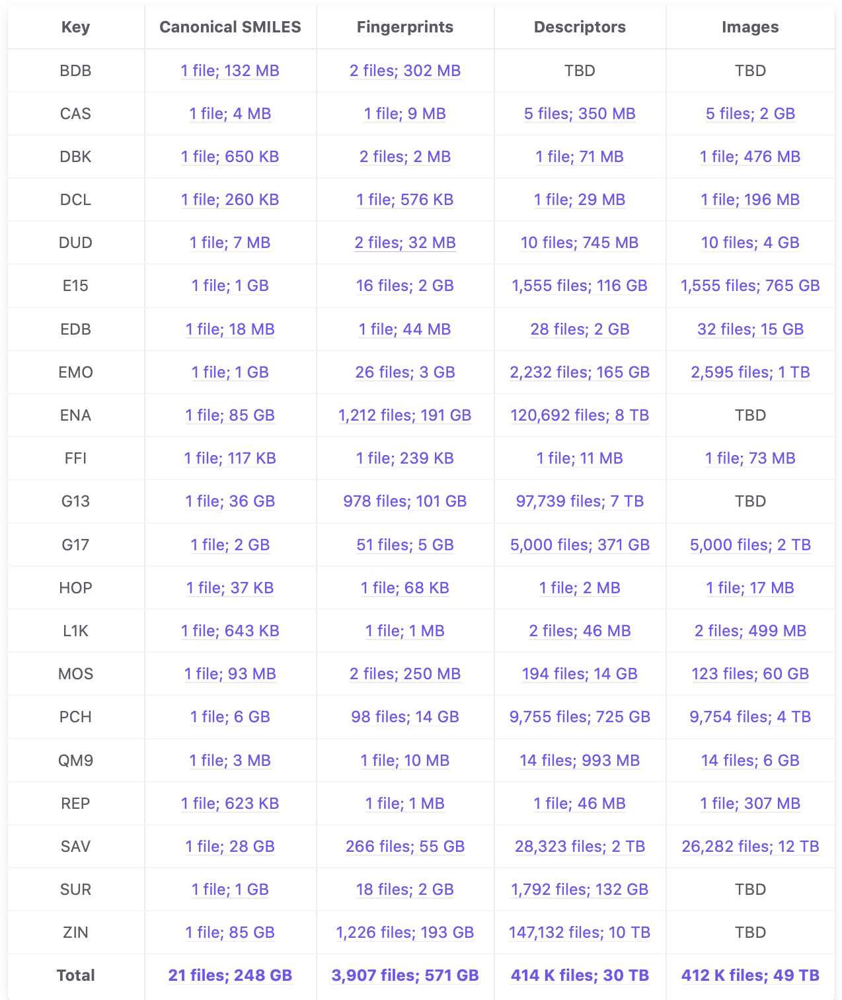 Key Canonical SMILES Fingerprints Descriptors Images
BDB 1 file; 132 MB 2 files; 302 MB TBD TBD
CAS 1 file; 4 MB 1 file; 9 MB 5 files; 350 MB 5 files; 2 GB
DBK 1 file; 650 KB 2 files; 2 MB 1 file; 71 MB 1 file; 476 MB
DCL 1 file; 260 KB 1 file; 576 KB 1 file; 29 MB 1 file; 196 MB
DUD 1 file; 7 MB 2 files; 32 MB 10 files; 745 MB 10 files; 4 GB
E15 1 file; 1 GB 16 files; 2 GB 1,555 files; 116 GB 1,555 files; 765 GB
EDB 1 file; 18 MB 1 file; 44 MB 28 files; 2 GB 32 files; 15 GB
EMO 1 file; 1 GB 26 files; 3 GB 2,232 files; 165 GB 2,595 files; 1 TB
ENA 1 file; 85 GB 1,212 files; 191 GB 120,692 files; 8 TB TBD
FFI 1 file; 117 KB 1 file; 239 KB 1 file; 11 MB 1 file; 73 MB
G13 1 file; 36 GB 978 files; 101 GB 97,739 files; 7 TB TBD
G17 1 file; 2 GB 51 files; 5 GB 5,000 files; 371 GB 5,000 files; 2 TB
HOP 1 file; 37 KB 1 file; 68 KB 1 file; 2 MB 1 file; 17 MB
L1K 1 file; 643 KB 1 file; 1 MB 2 files; 46 MB 2 files; 499 MB
MOS 1 file; 93 MB 2 files; 250 MB 194 files; 14 GB 123 files; 60 GB
PCH 1 file; 6 GB 98 files; 14 GB 9,755 files; 725 GB 9,754 files; 4 TB
QM9 1 file; 3 MB 1 file; 10 MB 14 files; 993 MB 14 files; 6 GB
REP 1 file; 623 KB 1 file; 1 MB 1 file; 46 MB 1 file; 307 MB
SAV 1 file; 28 GB 266 files; 55 GB 28,323 files; 2 TB 26,282 files; 12 TB
SUR 1 file; 1 GB 18 files; 2 GB 1,792 files; 132 GB TBD
ZIN 1 file; 85 GB 1,226 files; 193 GB 147,132 files; 10 TB TBD
Total 21 files; 248 GB 3,907 files; 571 GB 414 K files; 30 TB 412 K files; 49 TB